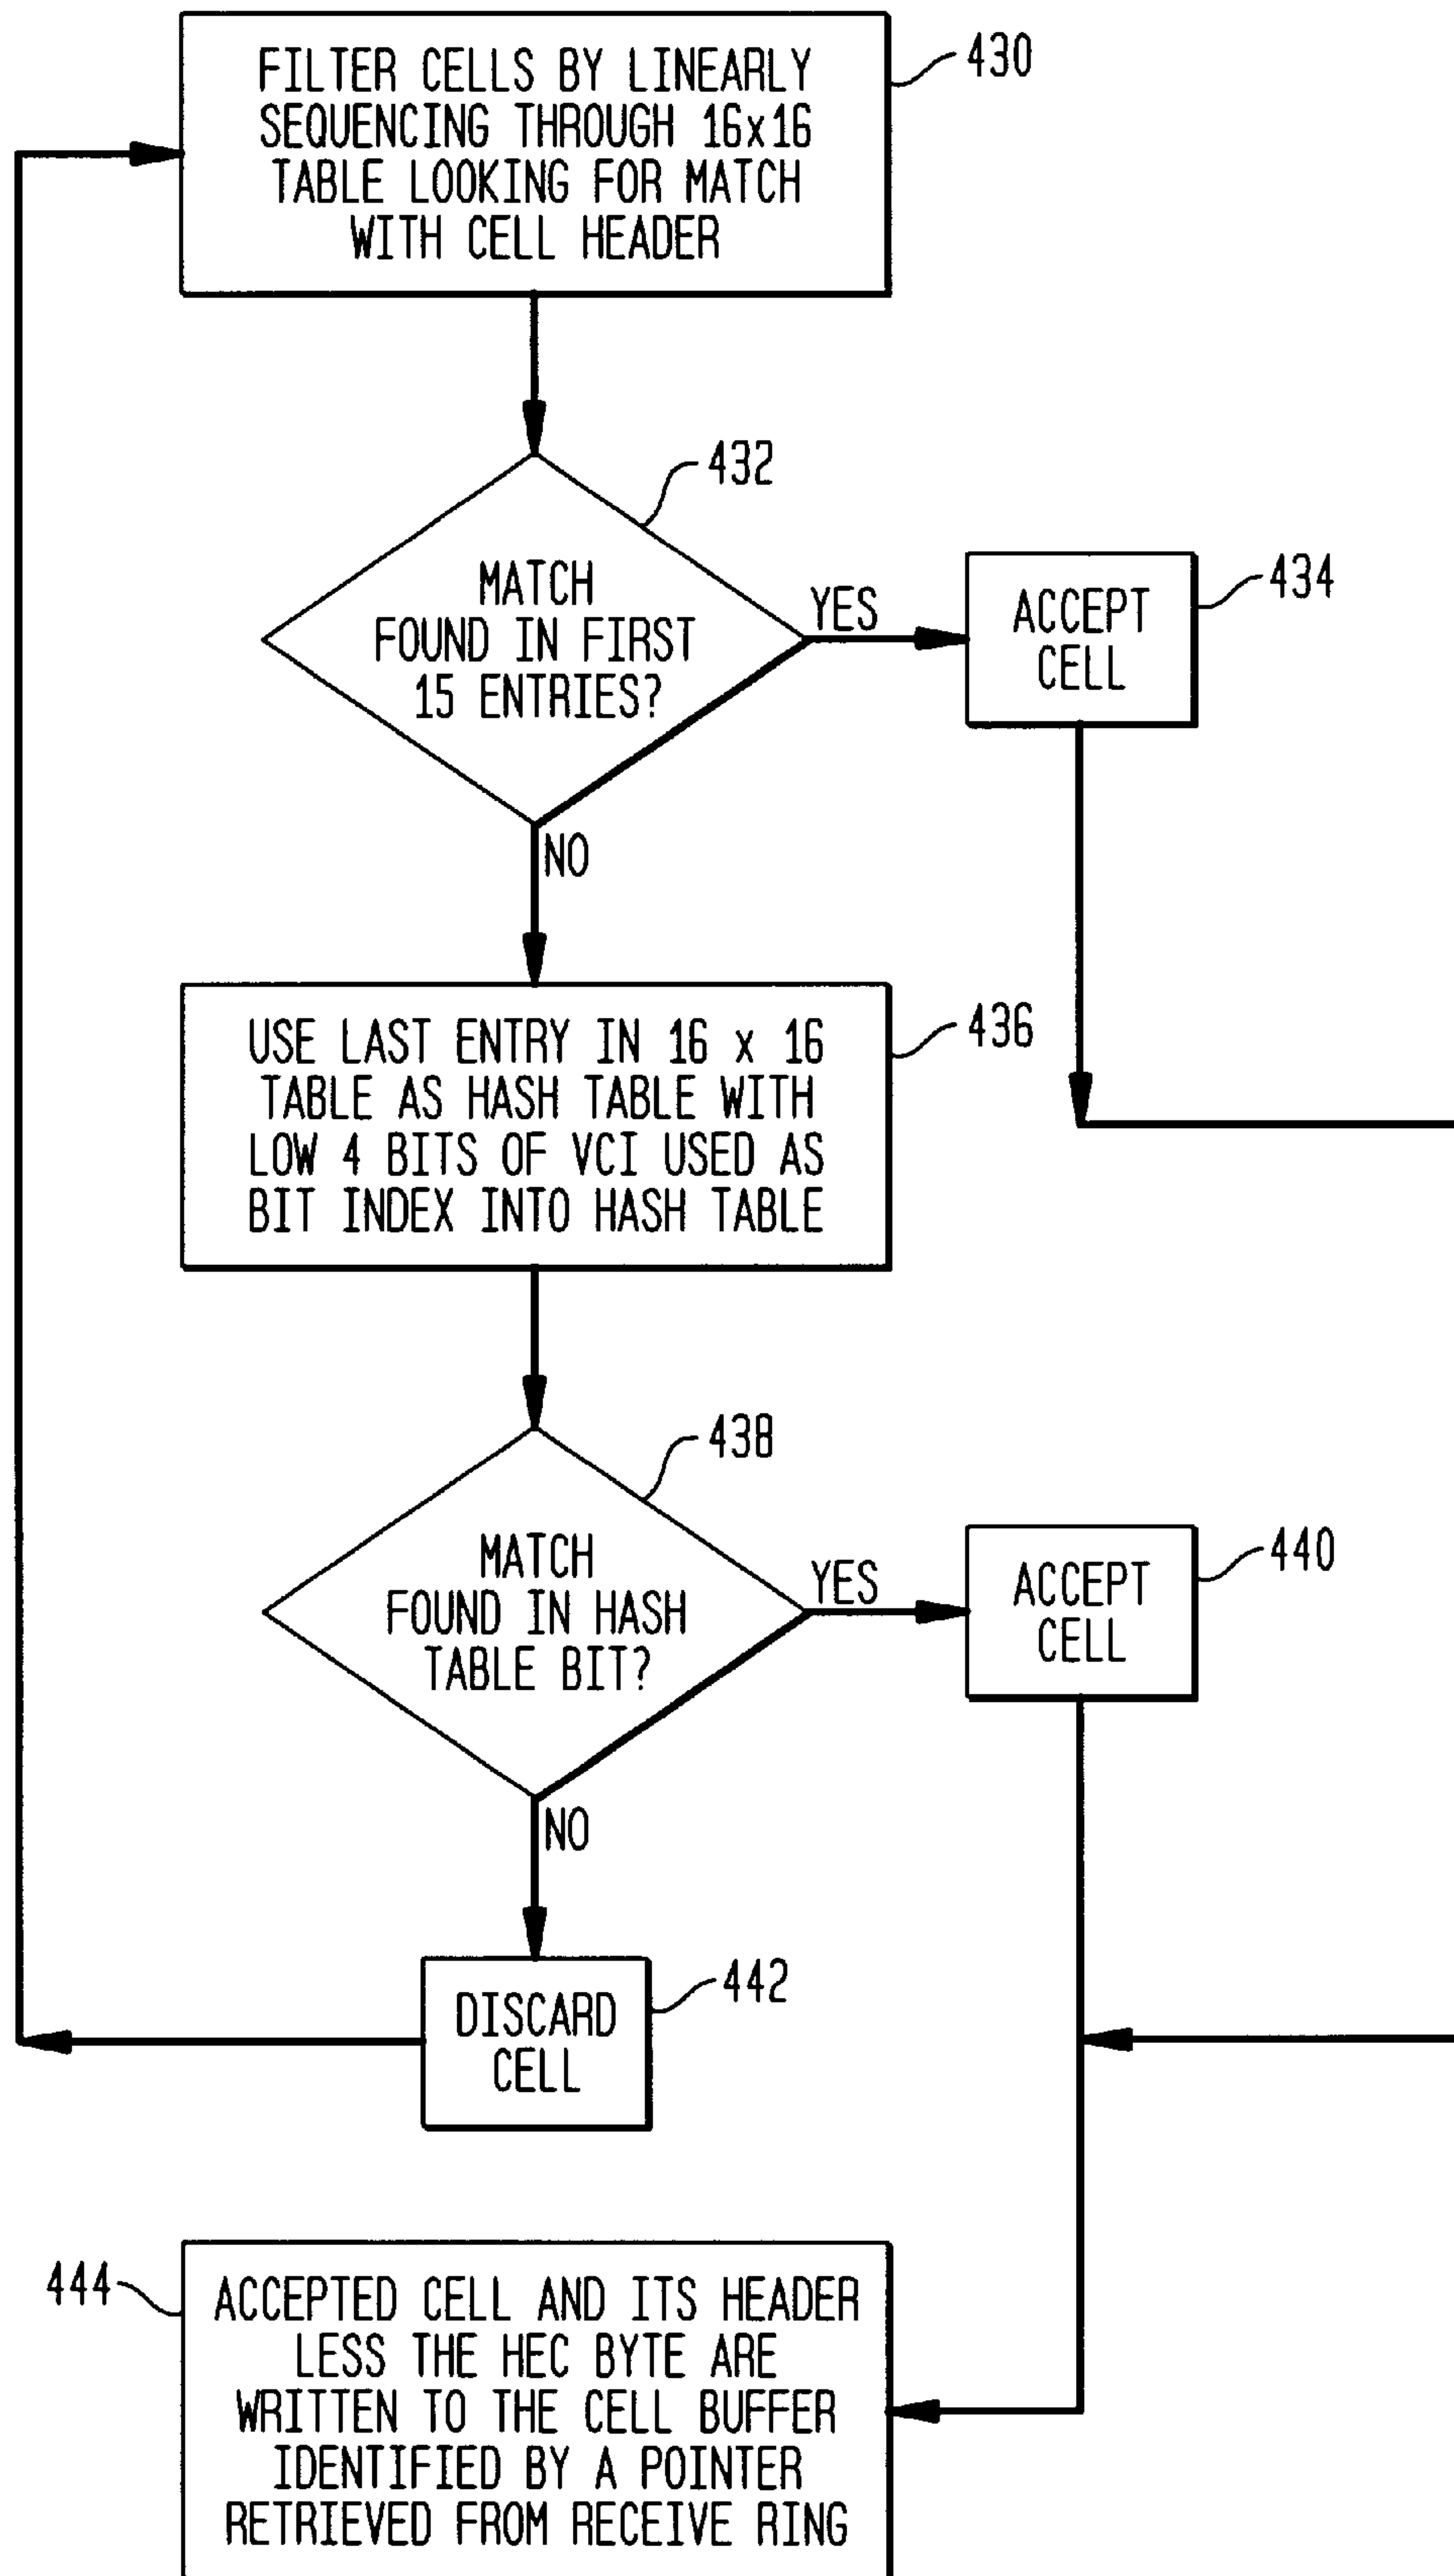 FILTER CELLS BY LINEARLY
SEQUENCING THROUGH 16x16
TABLE LOOKING FOR MATCH
WITH CELL HEADER
430
432
MATCH
FOUND IN FIRST
15 ENTRIES?
YES
ACCEPT
CELL
434
NO
USE LAST ENTRY IN 16 x 16
TABLE AS HASH TABLE WITH
LOW 4 BITS OF VCI USED AS
BIT INDEX INTO HASH TABLE
436
438
MATCH
FOUND IN HASH
TABLE BIT?
YES
ACCEPT
CELL
440
NO
DISCARD
CELL
442
444
ACCEPTED CELL AND ITS HEADER
LESS THE HEC BYTE ARE
WRITTEN TO THE CELL BUFFER
IDENTIFIED BY A POINTER
RETRIEVED FROM RECEIVE RING